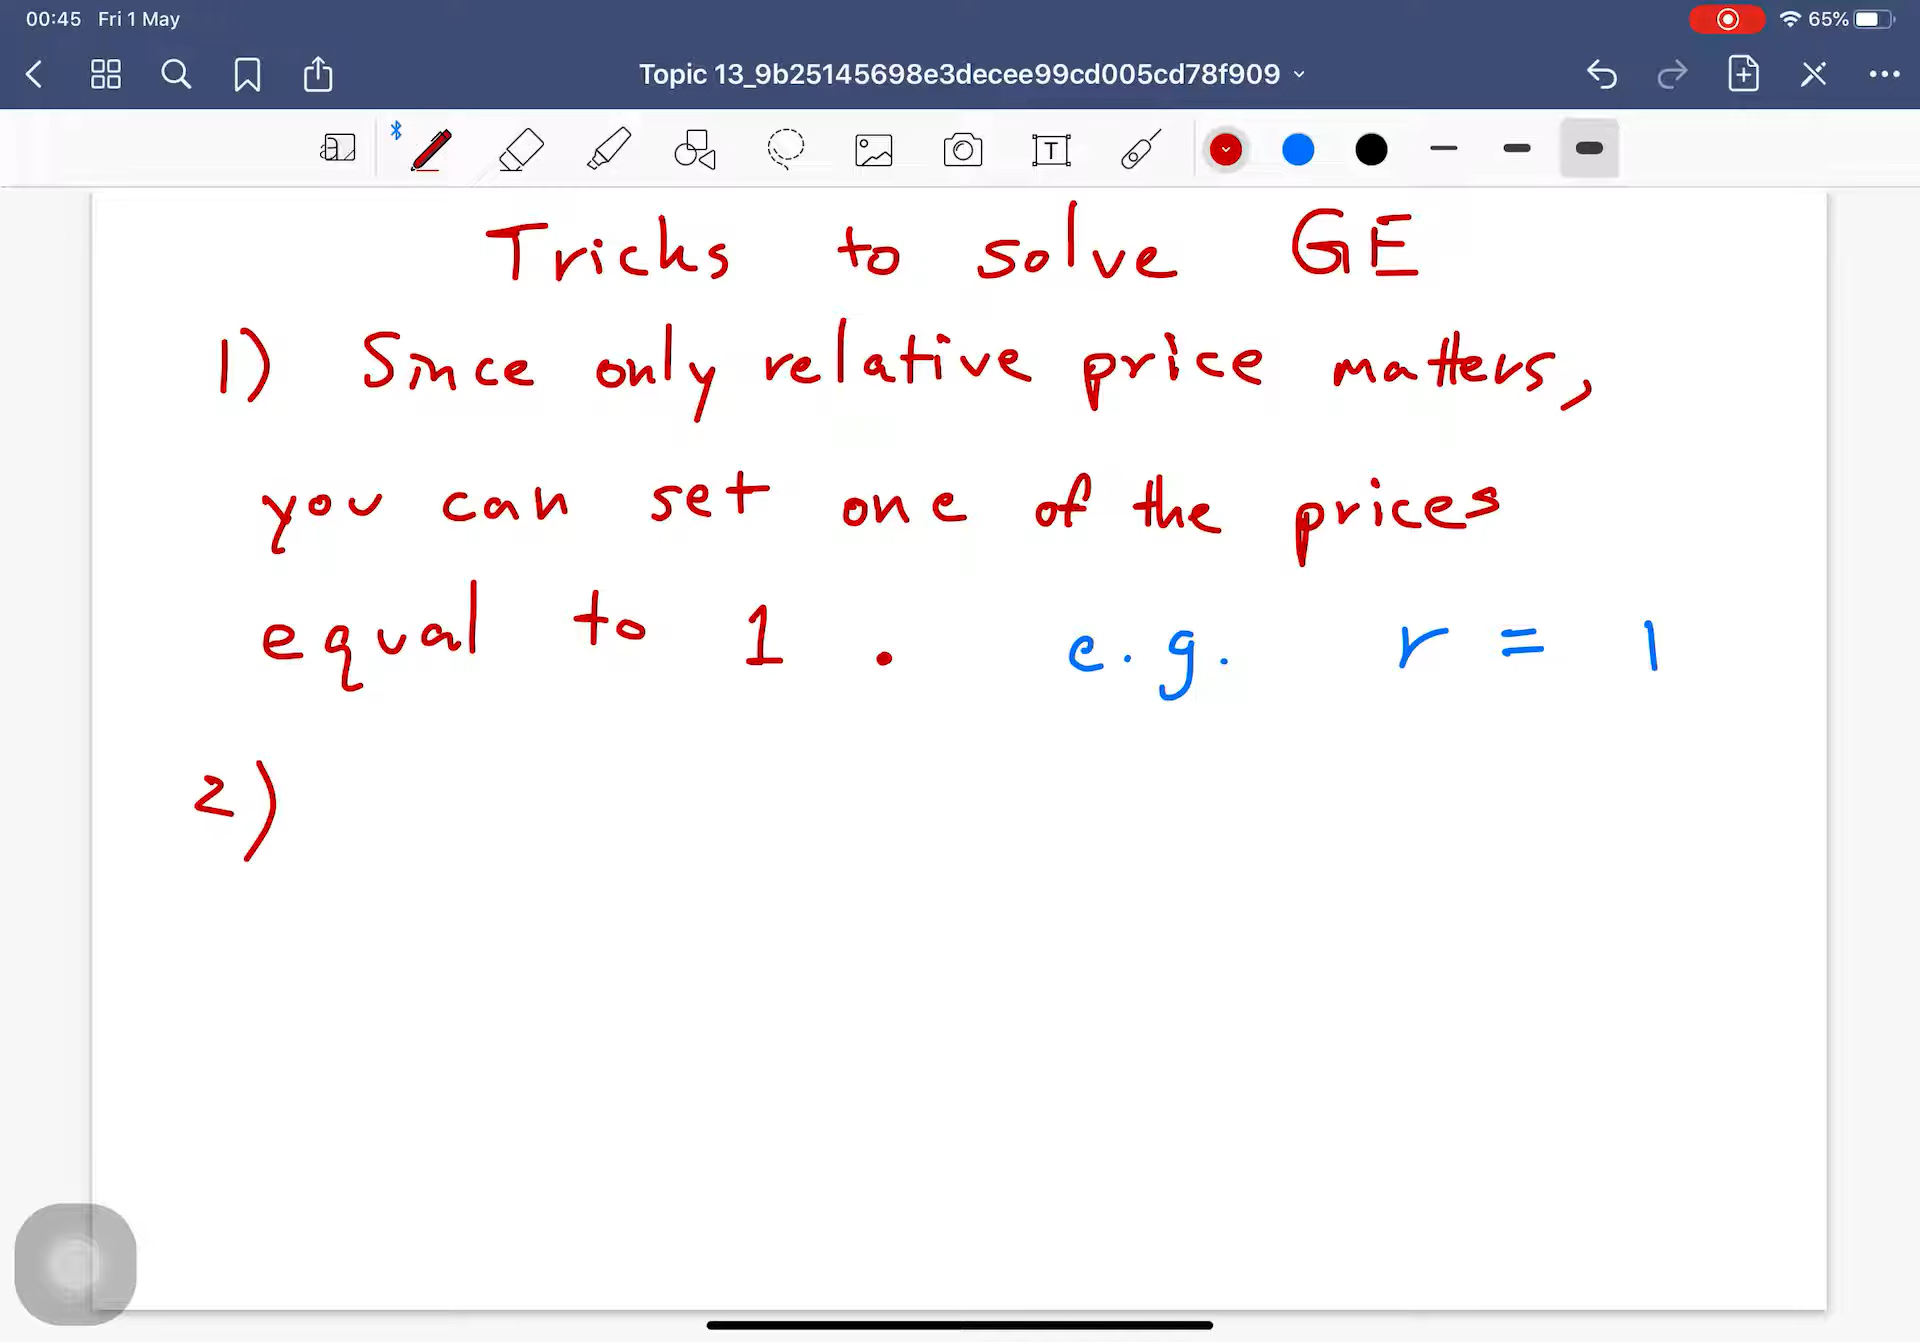 00:45 Fri 1 May 65%
Topic 13_9b25145698e3decee99cd005cd78f909
Tricks to solve GE
1) Since only relative price matters,
you can set one of the prices
equal to 1 . e.g. r = 1
2)